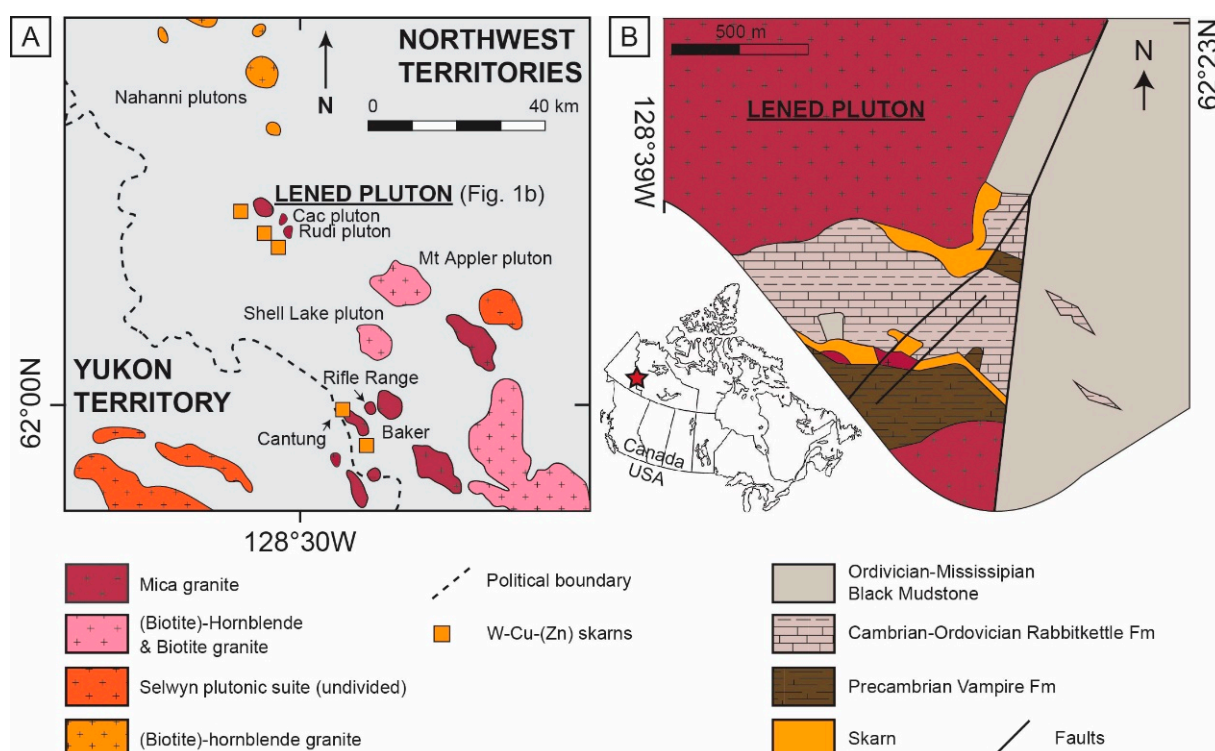 A
NORTHWEST
TERRITORIES
N
0
40 km
Nahanni plutons
LENED PLUTON (Fig. 1b)
Cac pluton
Rudi pluton
Mt Appler pluton
Shell Lake pluton
YUKON
TERRITORY
Rifle Range
Cantung
Baker
62°00N
128°30W
B
500 m
N
62°23N
128°39W
LENED PLUTON
Canada
USA
Mica granite
(Biotite)-Hornblende
& Biotite granite
Selwyn plutonic suite (undivided)
(Biotite)-hornblende granite
Political boundary
W-Cu-(Zn) skarns
Ordivician-Mississipian
Black Mudstone
Cambrian-Ordovician Rabbitkettle Fm
Precambrian Vampire Fm
Skarn
Faults